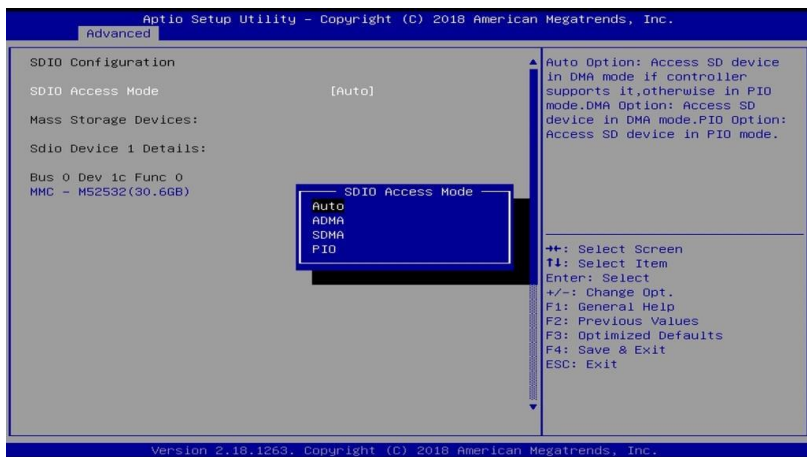 Aptio Setup Utility – Copyright (C) 2018 American Megatrends, Inc.
Advanced
SDIO Configuration
SDIO Access Mode [Auto]
Mass Storage Devices:
Sdio Device 1 Details:
Bus 0 Dev 1c Func 0
MMC – M52532(30.6GB)
SDIO Access Mode
Auto
ADMA
SDMA
PIO
Auto Option: Access SD device
in DMA mode if controller
supports it,otherwise in PIO
mode.DMA Option: Access SD
device in DMA mode.PIO Option:
Access SD device in PIO mode.
→←: Select Screen
↑↓: Select Item
Enter: Select
+/-: Change Opt.
F1: General Help
F2: Previous Values
F3: Optimized Defaults
F4: Save & Exit
ESC: Exit
Version 2.18.1263. Copyright (C) 2018 American Megatrends, Inc.